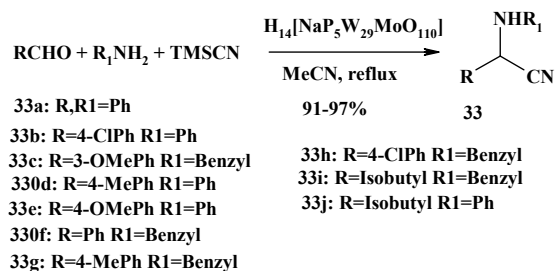 RCHO + R₁NH₂ + TMSCN
H₁₄[NaP₅W₂₉MoO₁₁₀]
MeCN, reflux
91-97%
NHR₁
R
CN
33
33a: R,R1=Ph
33b: R=4-ClPh R1=Ph
33c: R=3-OMePh R1=Benzyl
330d: R=4-MePh R1=Ph
33e: R=4-OMePh R1=Ph
330f: R=Ph R1=Benzyl
33g: R=4-MePh R1=Benzyl
33h: R=4-ClPh R1=Benzyl
33i: R=Isobutyl R1=Benzyl
33j: R=Isobutyl R1=Ph